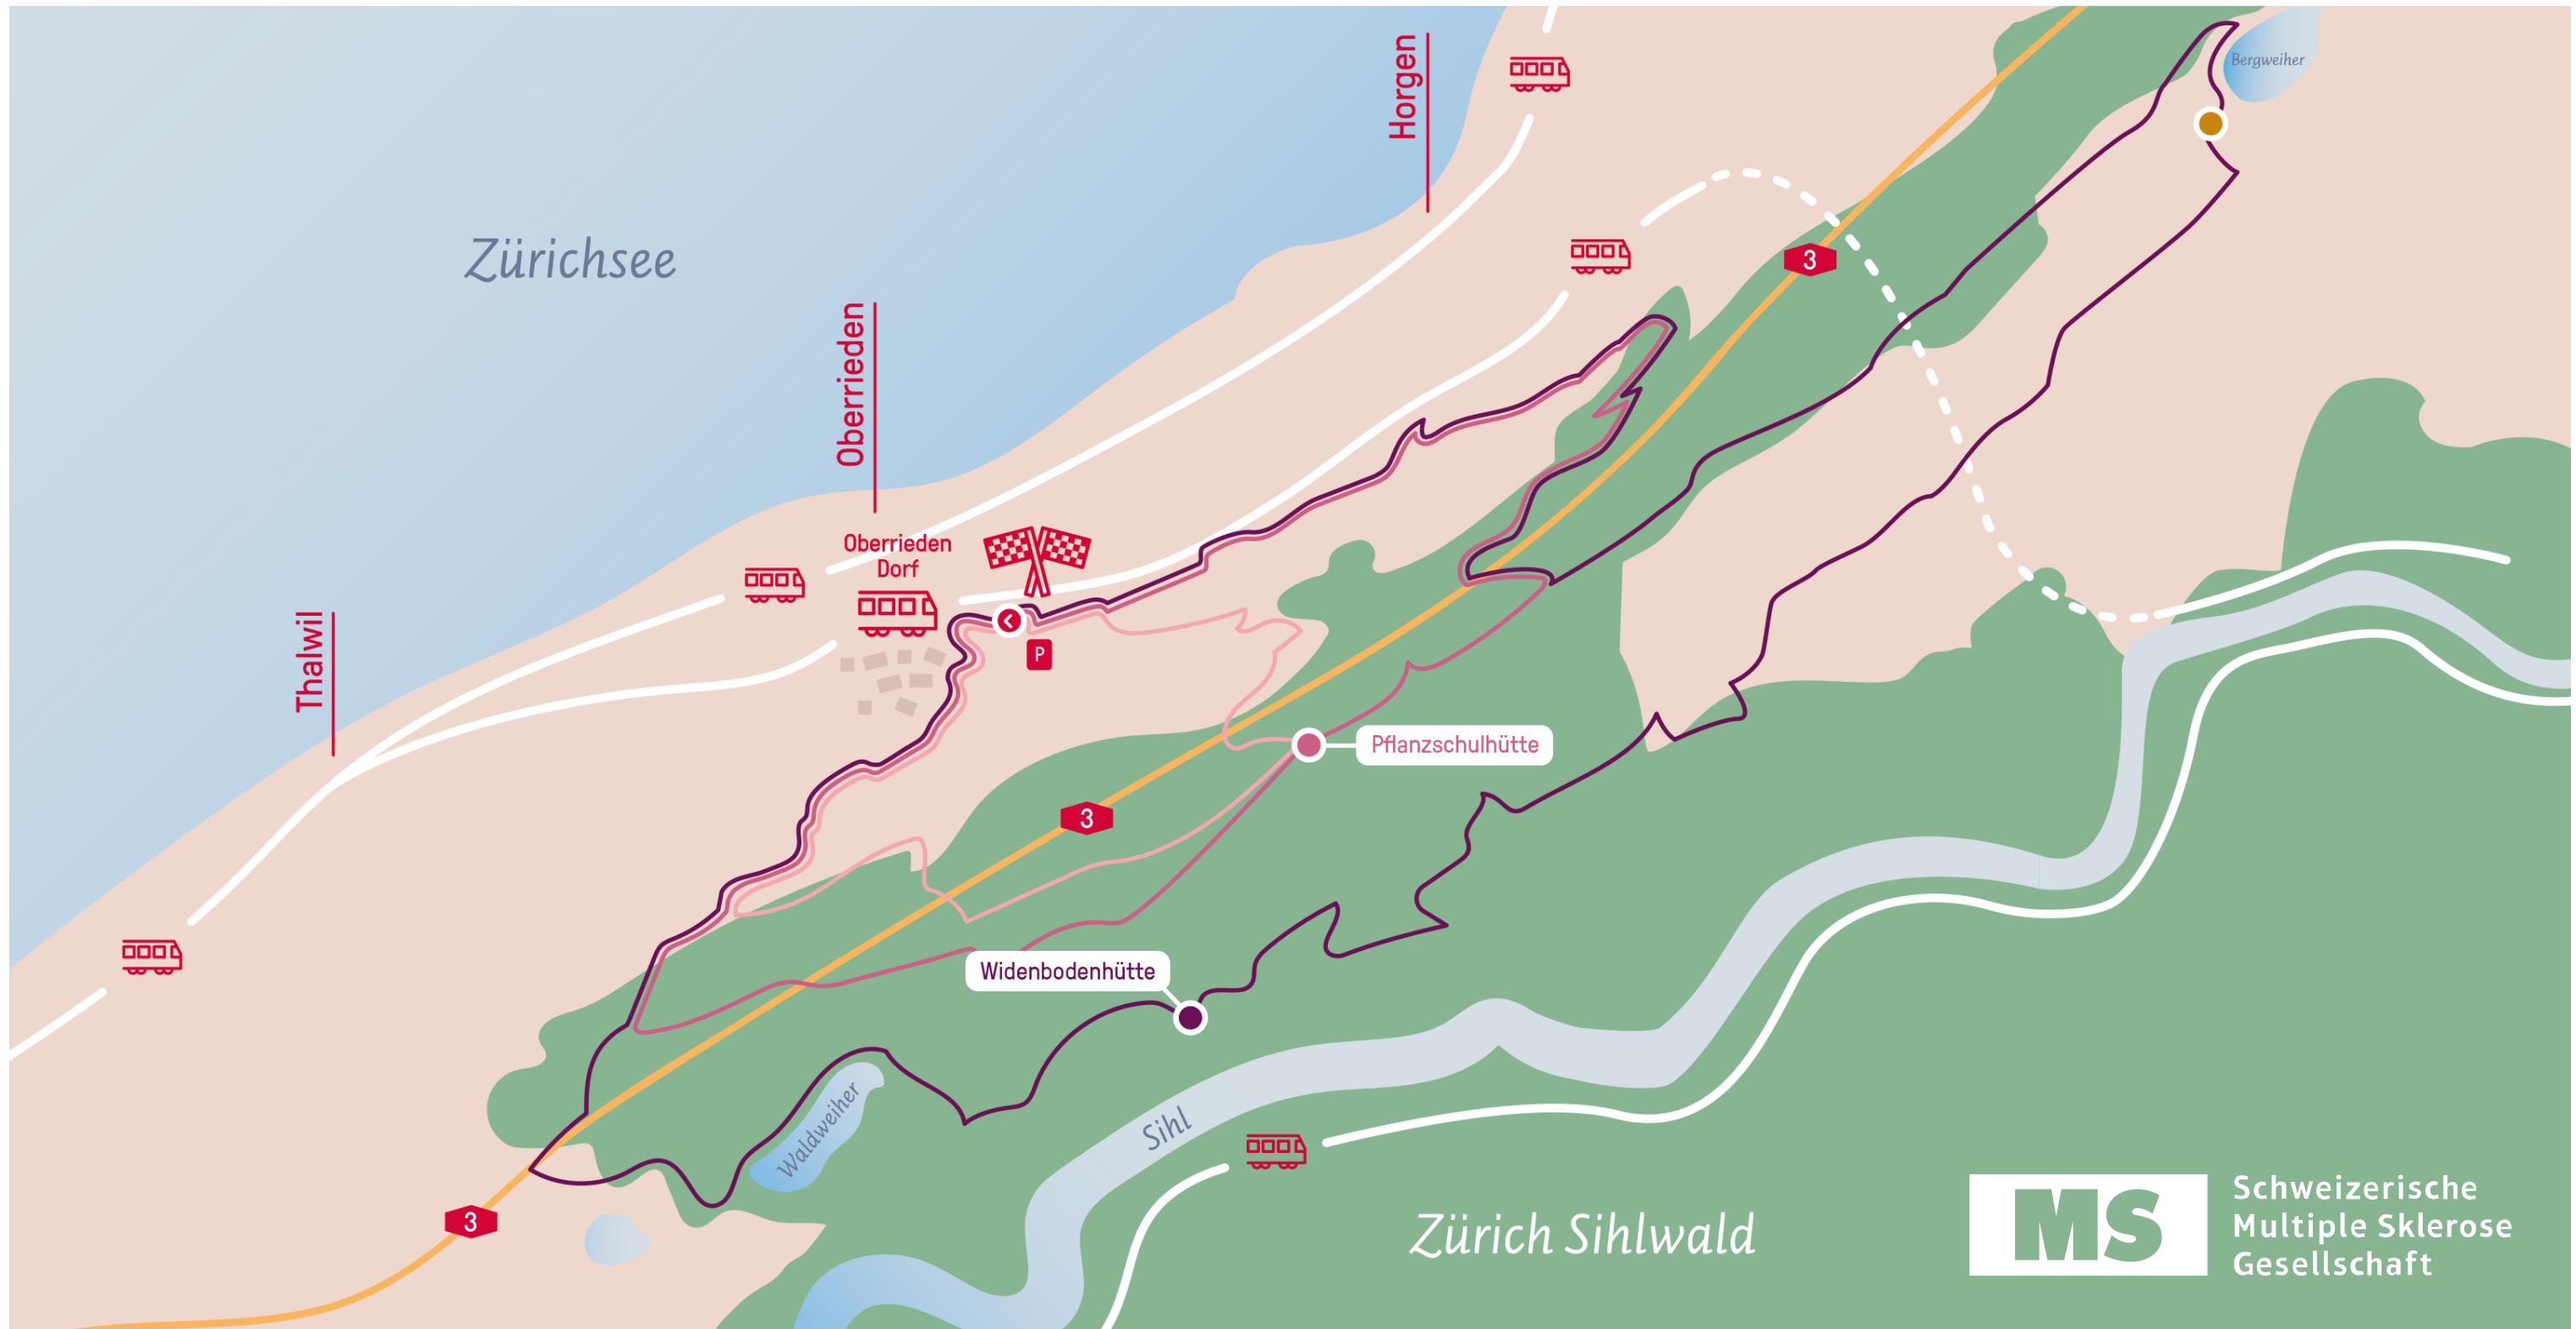 Bergweiher
Horgen
Zürichsee
3
Oberrieden
Oberrieden
Dorf
Thalwil
P
Pflanzschulhütte
3
Widenbodenhütte
Waldweiher
Sihl
3
Zürich Sihlwald
MS
Schweizerische
Multiple Sklerose
Gesellschaft